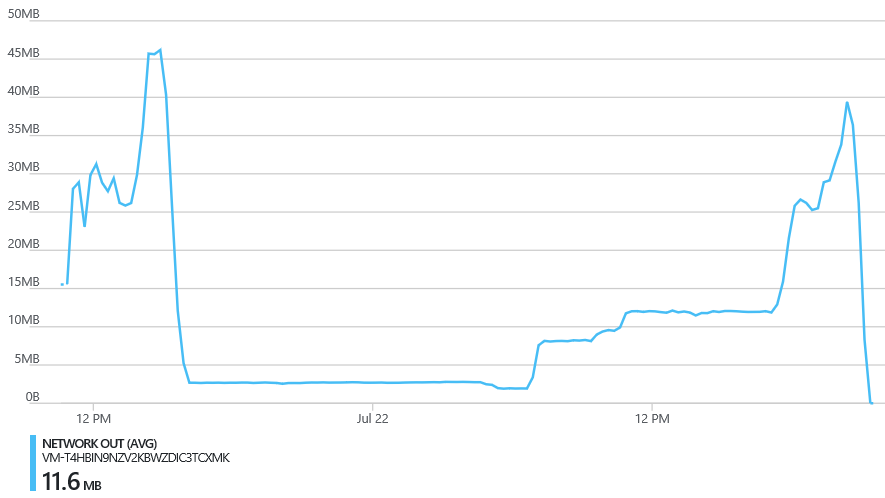 50MB
45MB
40MB
35MB
30MB
25MB
20MB
15MB
10MB
5MB
0B
12 PM
Jul 22
12 PM
NETWORK OUT (AVG)
VM-T4HBIN9NZV2KBWZDIC3TCXMK
11.6 MB